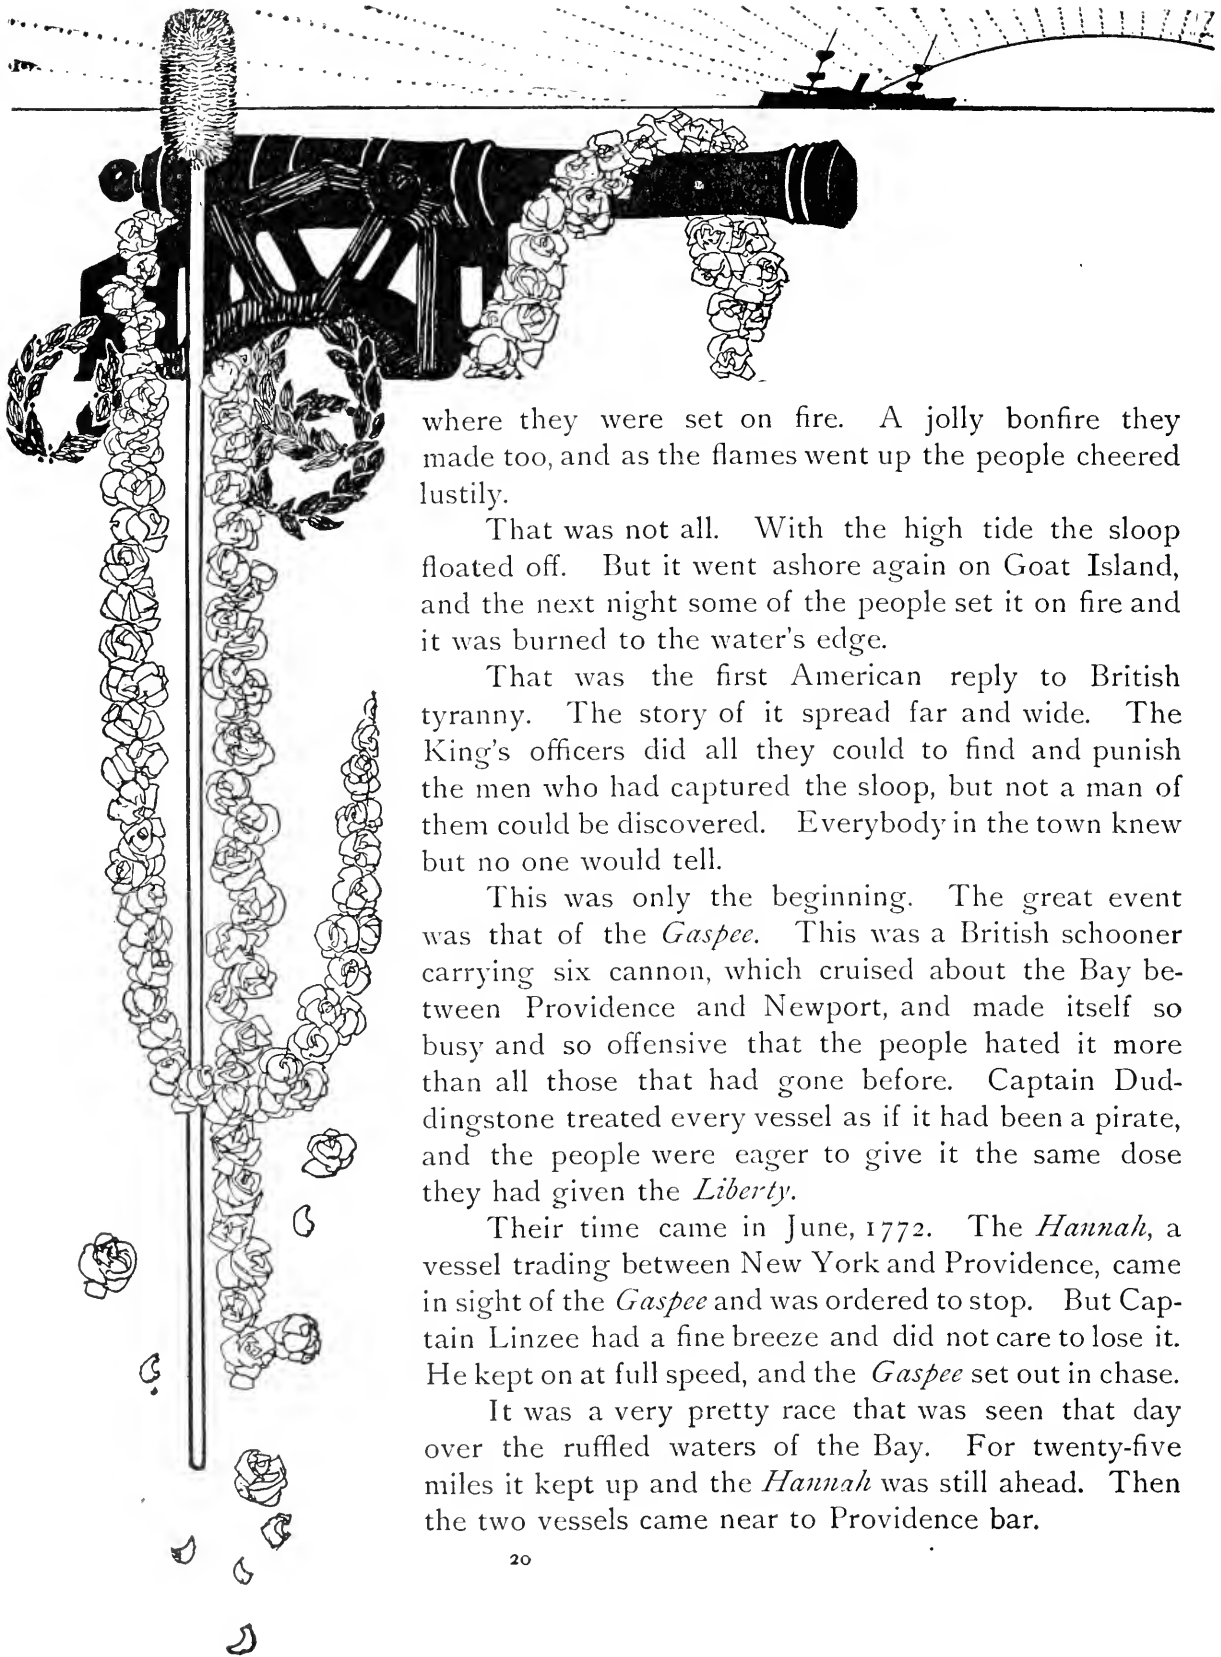 where they were set on fire. A jolly bonfire they
made too, and as the flames went up the people cheered
lustily.
That was not all. With the high tide the sloop
floated off. But it went ashore again on Goat Island,
and the next night some of the people set it on fire and
it was burned to the water's edge.
That was the first American reply to British
tyranny. The story of it spread far and wide. The
King's officers did all they could to find and punish
the men who had captured the sloop, but not a man of
them could be discovered. Everybody in the town knew
but no one would tell.
This was only the beginning. The great event
was that of the Gaspee. This was a British schooner
carrying six cannon, which cruised about the Bay be-
tween Providence and Newport, and made itself so
busy and so offensive that the people hated it more
than all those that had gone before. Captain Dud-
dingstone treated every vessel as if it had been a pirate,
and the people were eager to give it the same dose
they had given the Liberty.
Their time came in June, 1772. The Hannah, a
vessel trading between New York and Providence, came
in sight of the Gaspee and was ordered to stop. But Cap-
tain Linzee had a fine breeze and did not care to lose it.
He kept on at full speed, and the Gaspee set out in chase.
It was a very pretty race that was seen that day
over the ruffled waters of the Bay. For twenty-five
miles it kept up and the Hannah was still ahead. Then
the two vessels came near to Providence bar.
20